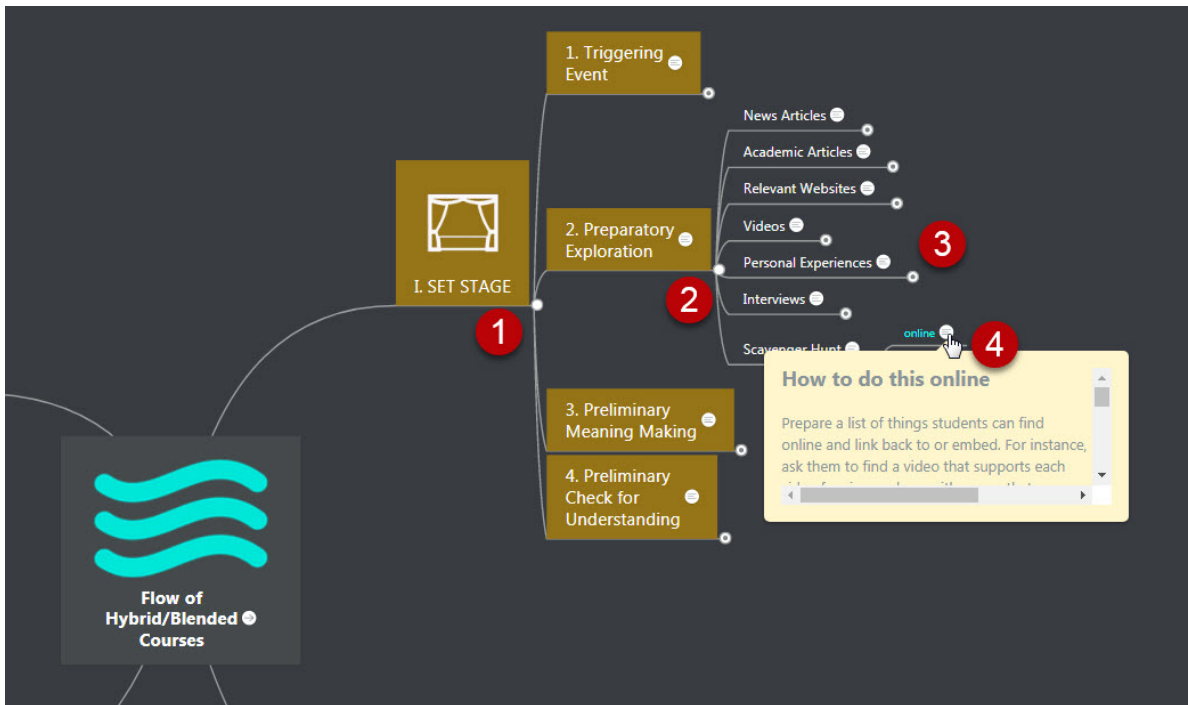 1. Triggering
Event
News Articles
Academic Articles
Relevant Websites
Videos
Personal Experiences
Interviews
Scavenger Hunt
online
2. Preparatory
Exploration
I. SET STAGE
1
2
3
4
How to do this online
Prepare a list of things students can find
online and link back to or embed. For instance,
ask them to find a video that supports each
3. Preliminary
Meaning Making
4. Preliminary
Check for
Understanding
Flow of
Hybrid/Blended
Courses